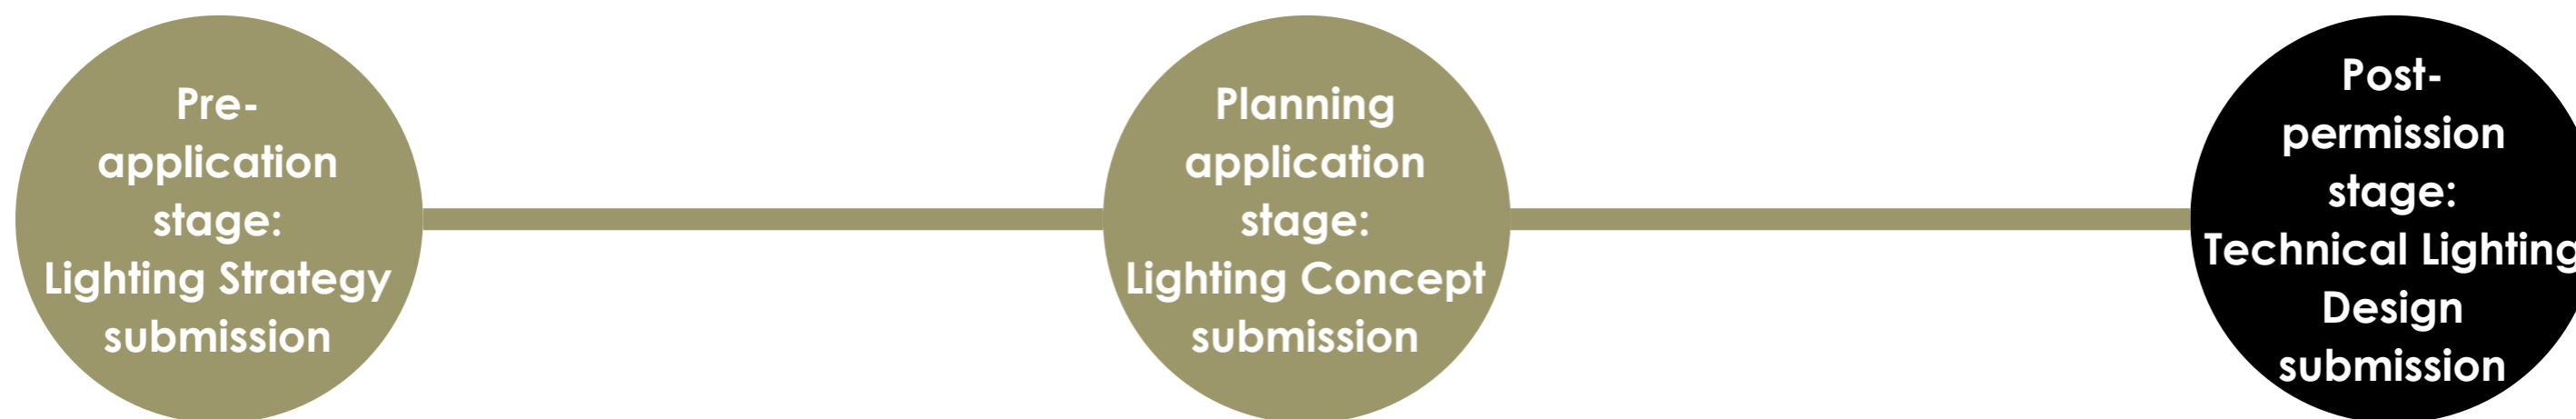 Pre-
application
stage:
Lighting Strategy
submission
Planning
application
stage:
Lighting Concept
submission
Post-
permission
stage:
Technical Lighting
Design
submission